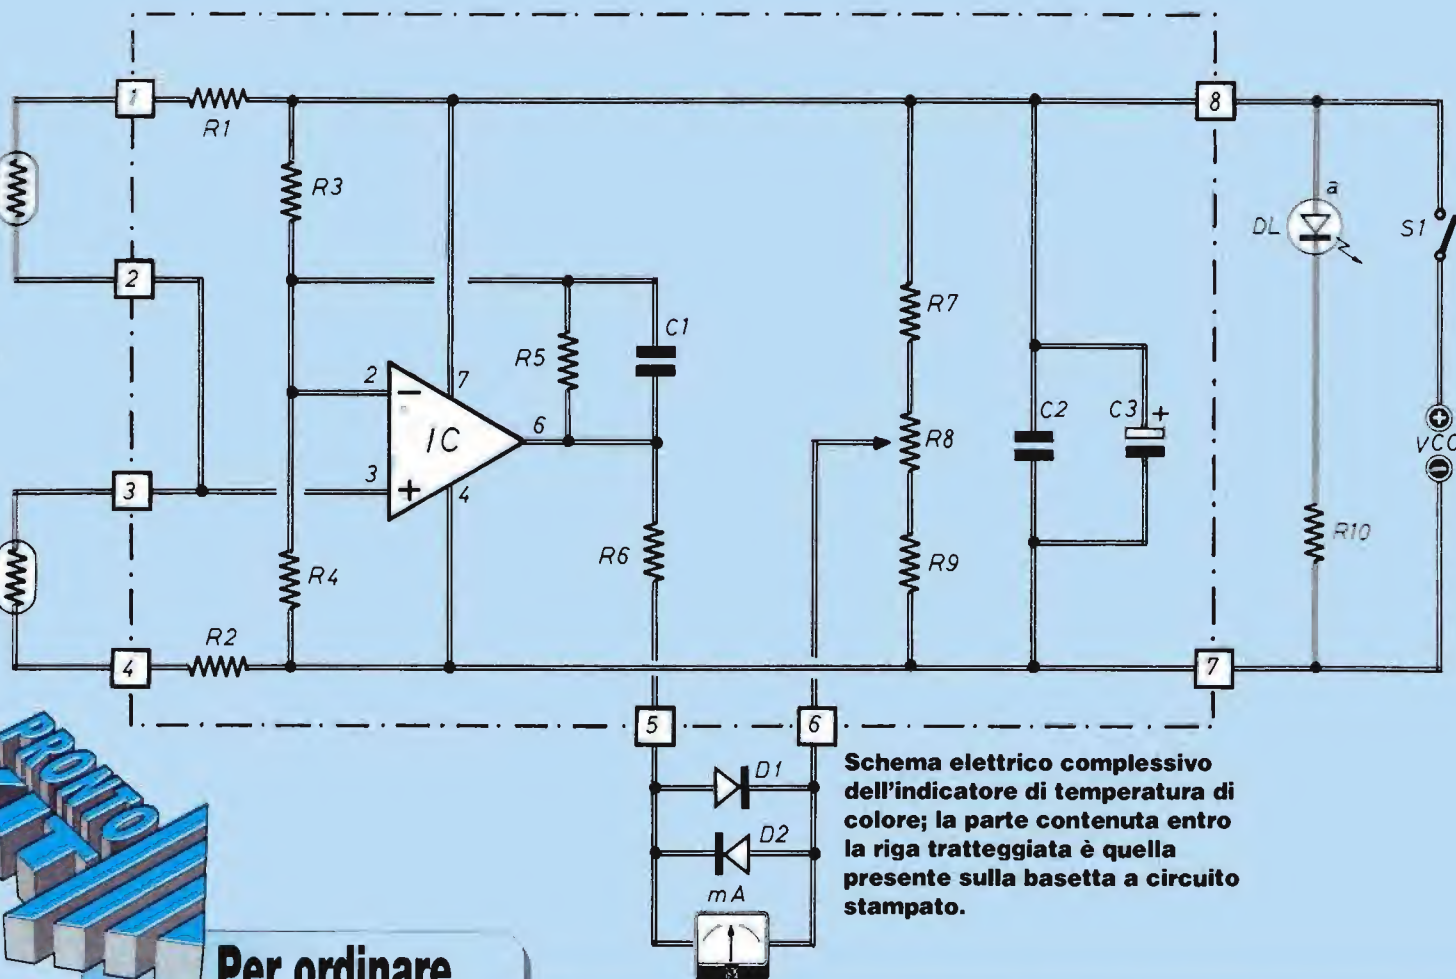 1
R1
8
R3
a
DL
S1
2
R7
C1
R5
2
7
6
IC
R8
C2
C3
+
VCC
3
3
4
R6
R10
R4
R9
R2
4
7
5
6
D1
D2
mA
Schema elettrico complessivo
dell'indicatore di temperatura di
colore; la parte contenuta entro
la riga tratteggiata è quella
presente sulla basetta a circuito
stampato.
PRONTO
Per ordinare